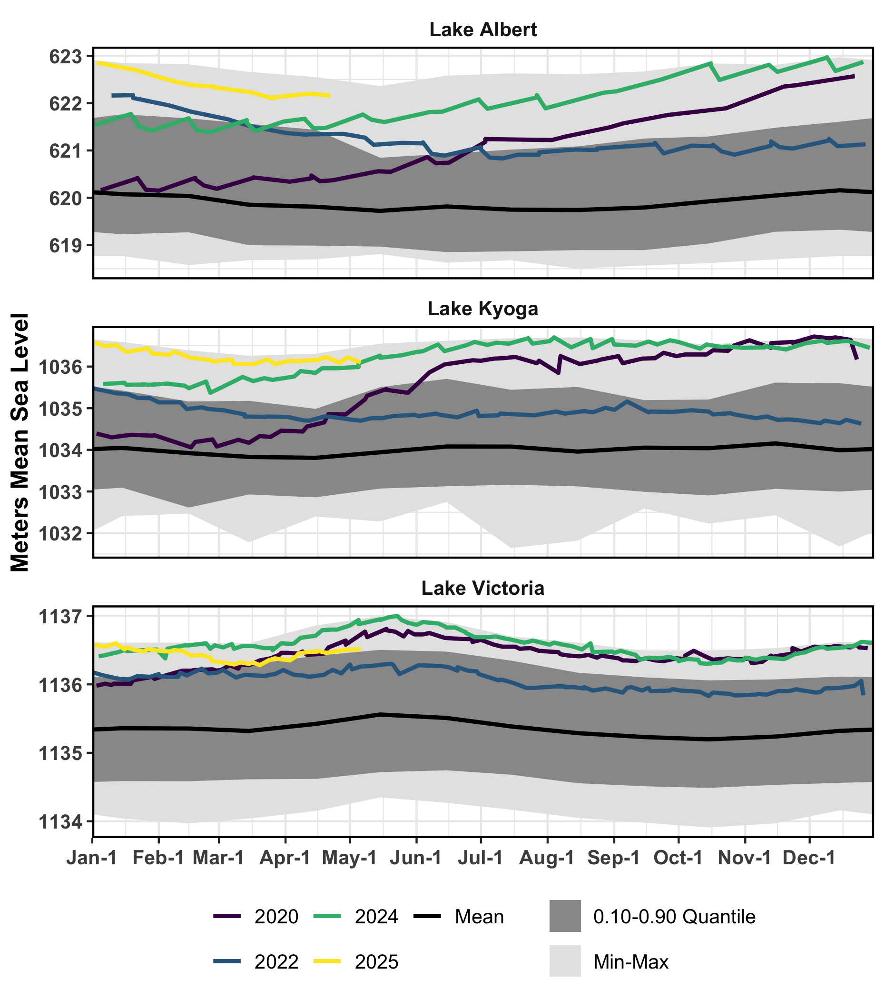 Lake Albert
623
622
621
620
619
Lake Kyoga
Meters Mean Sea Level
1036
1035
1034
1033
1032
Lake Victoria
1137
1136
1135
1134
Jan-1 Feb-1 Mar-1 Apr-1 May-1 Jun-1 Jul-1 Aug-1 Sep-1 Oct-1 Nov-1 Dec-1
2020 2024 Mean 0.10-0.90 Quantile
2022 2025 Min-Max